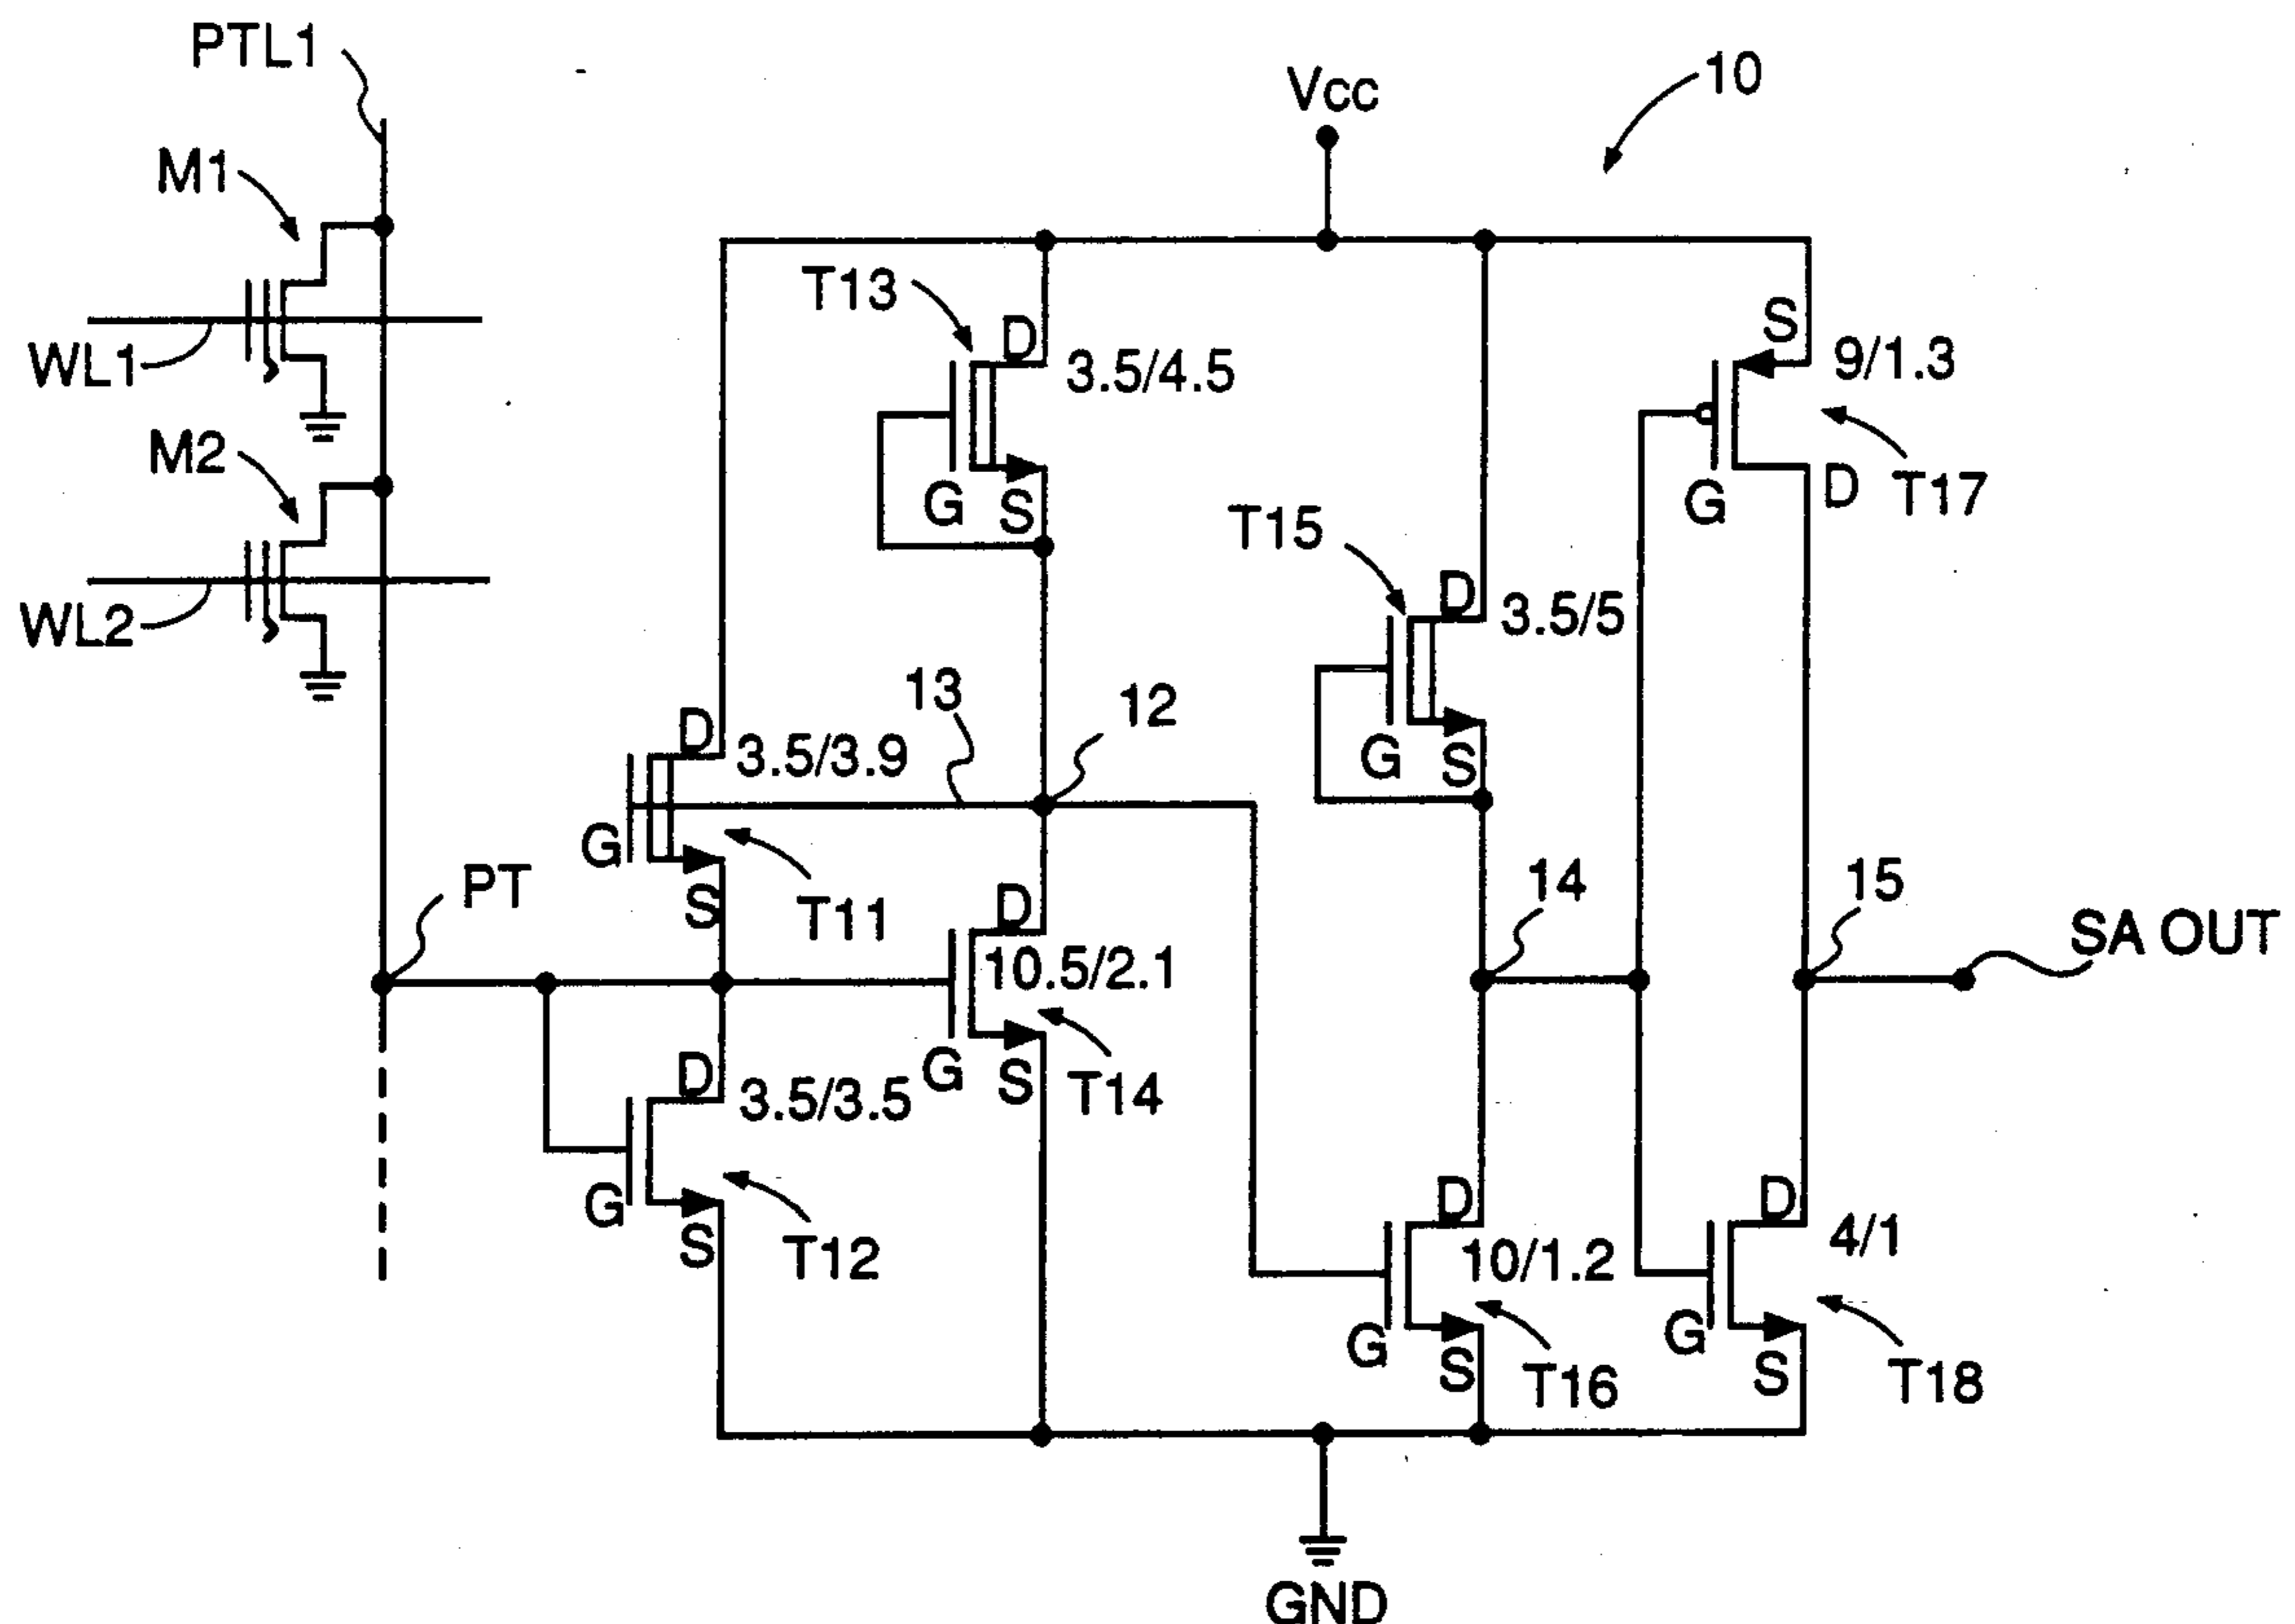 PTL1
Vcc
10
M1
WL1
M2
WL2
T13
D
3.5/4.5
G
S
S
9/1.3
G
D
T17
T15
D
3.5/5
G
S
13
12
D
3.5/3.9
G
S
T11
PT
D
10.5/2.1
G
S
T14
14
15
SA OUT
D
3.5/3.5
G
S
T12
D
10/1.2
G
S
T16
D
4/1
G
S
T18
GND